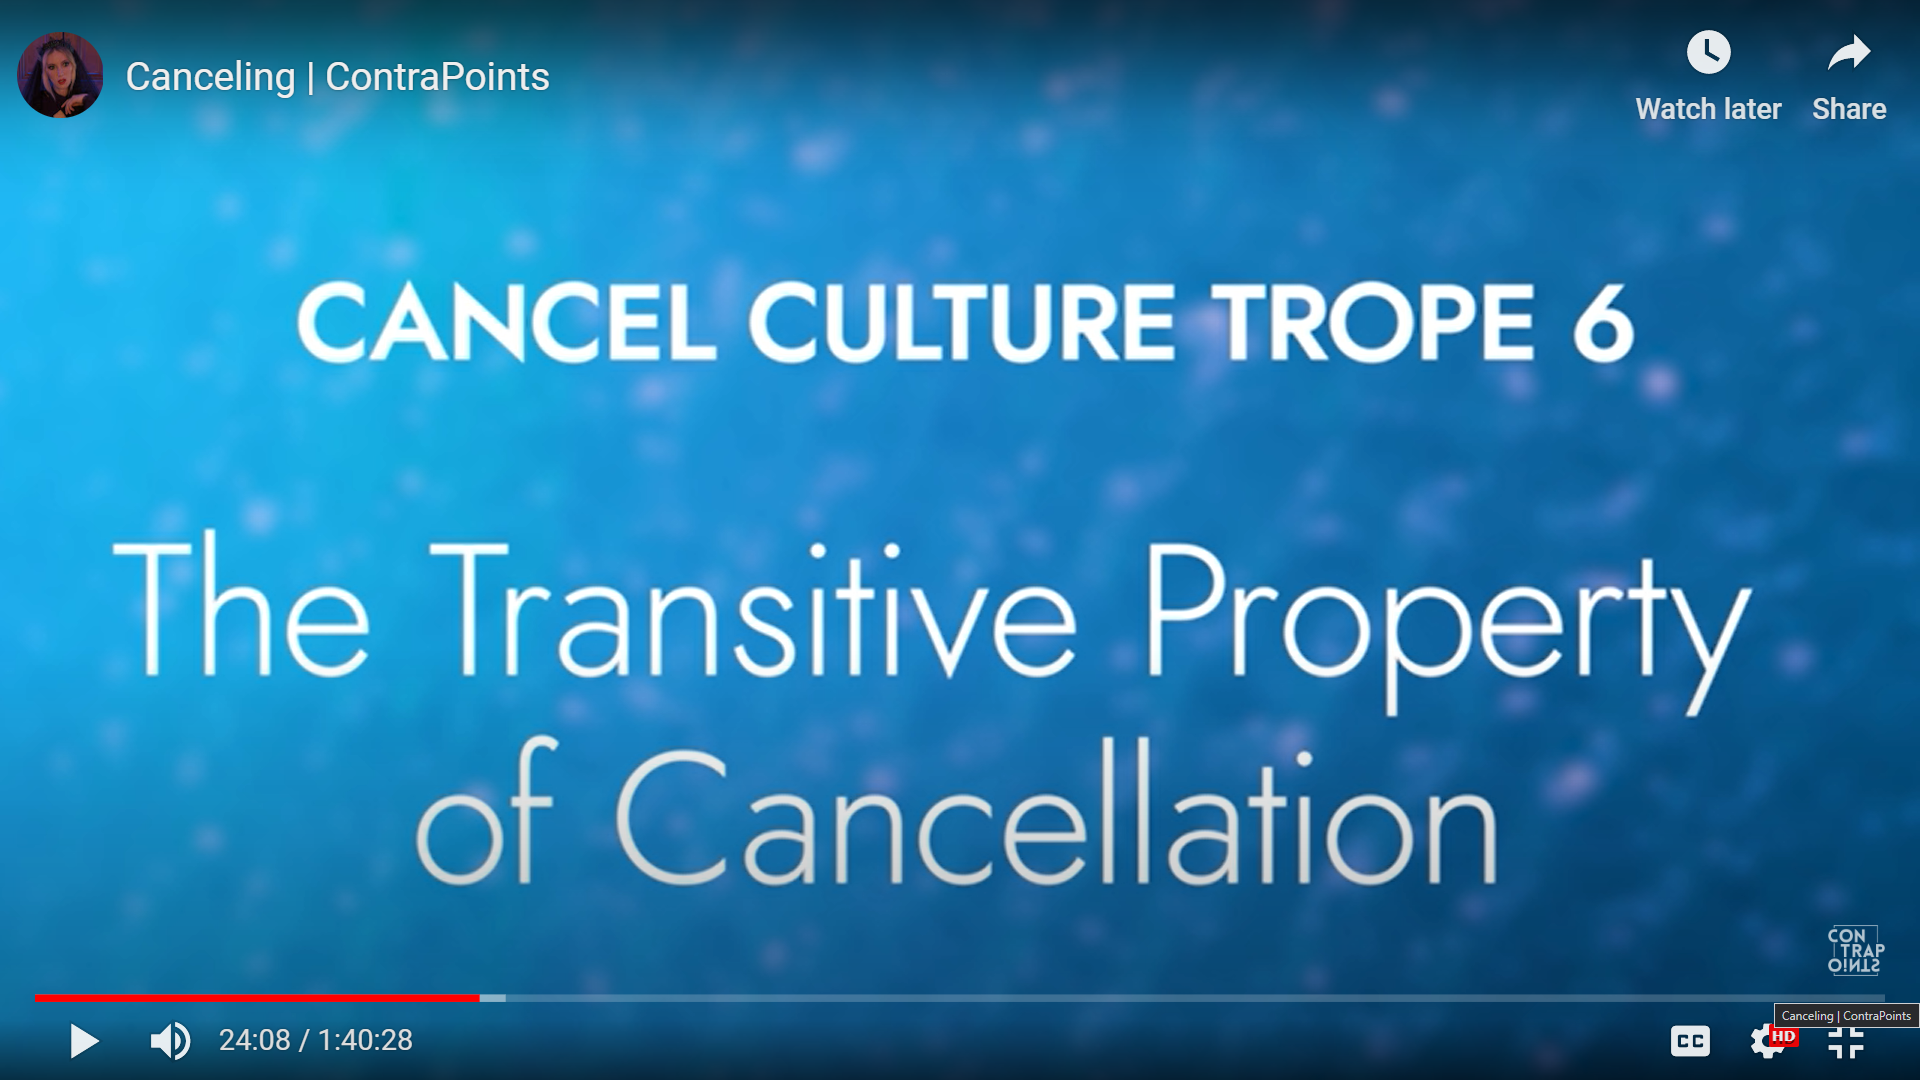 Canceling | ContraPoints
Watch later
Share
CANCEL CULTURE TROPE 6
The Transitive Property
of Cancellation
CON
TRAP
OINTS
Canceling | ContraPoints
24:08 / 1:40:28
CC
HD